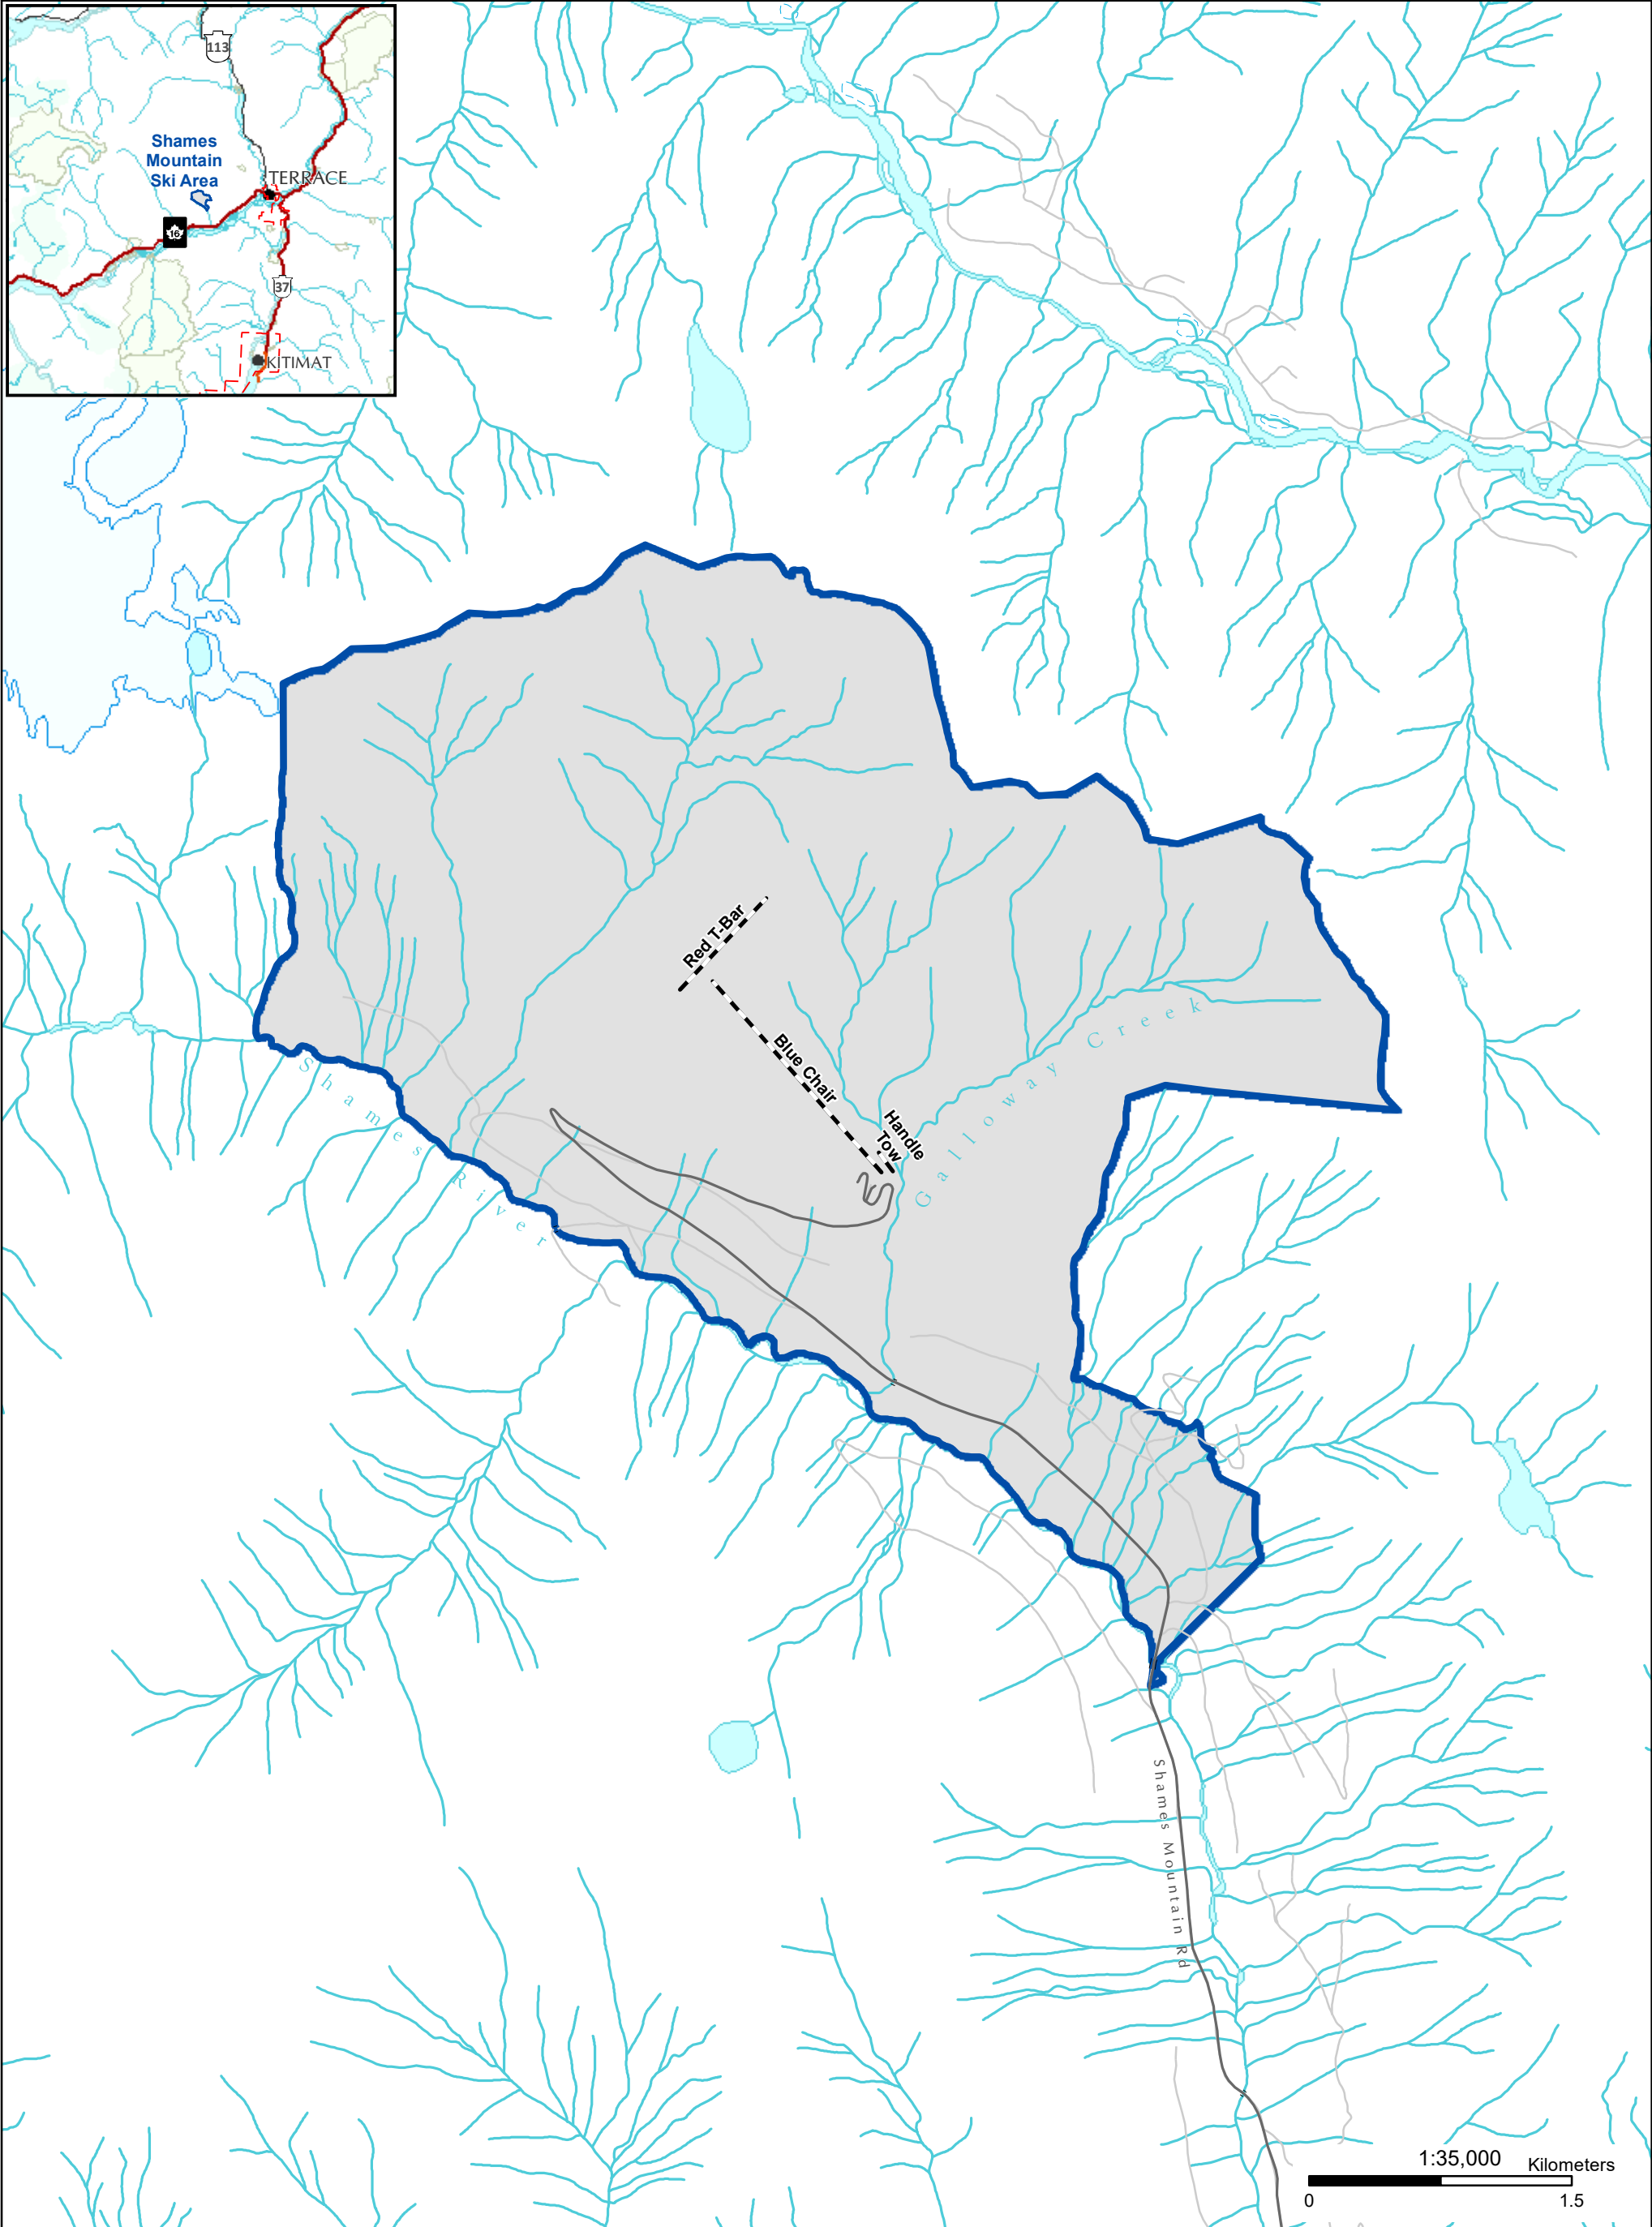 113
Shames
Mountain
Ski Area
TERRACE
16
37
KITIMAT
Red T-Bar
Blue Chair
Handle
Tow
Galloway Creek
Shames River
Shames Mountain Rd
1:35,000 Kilometers
0 1.5